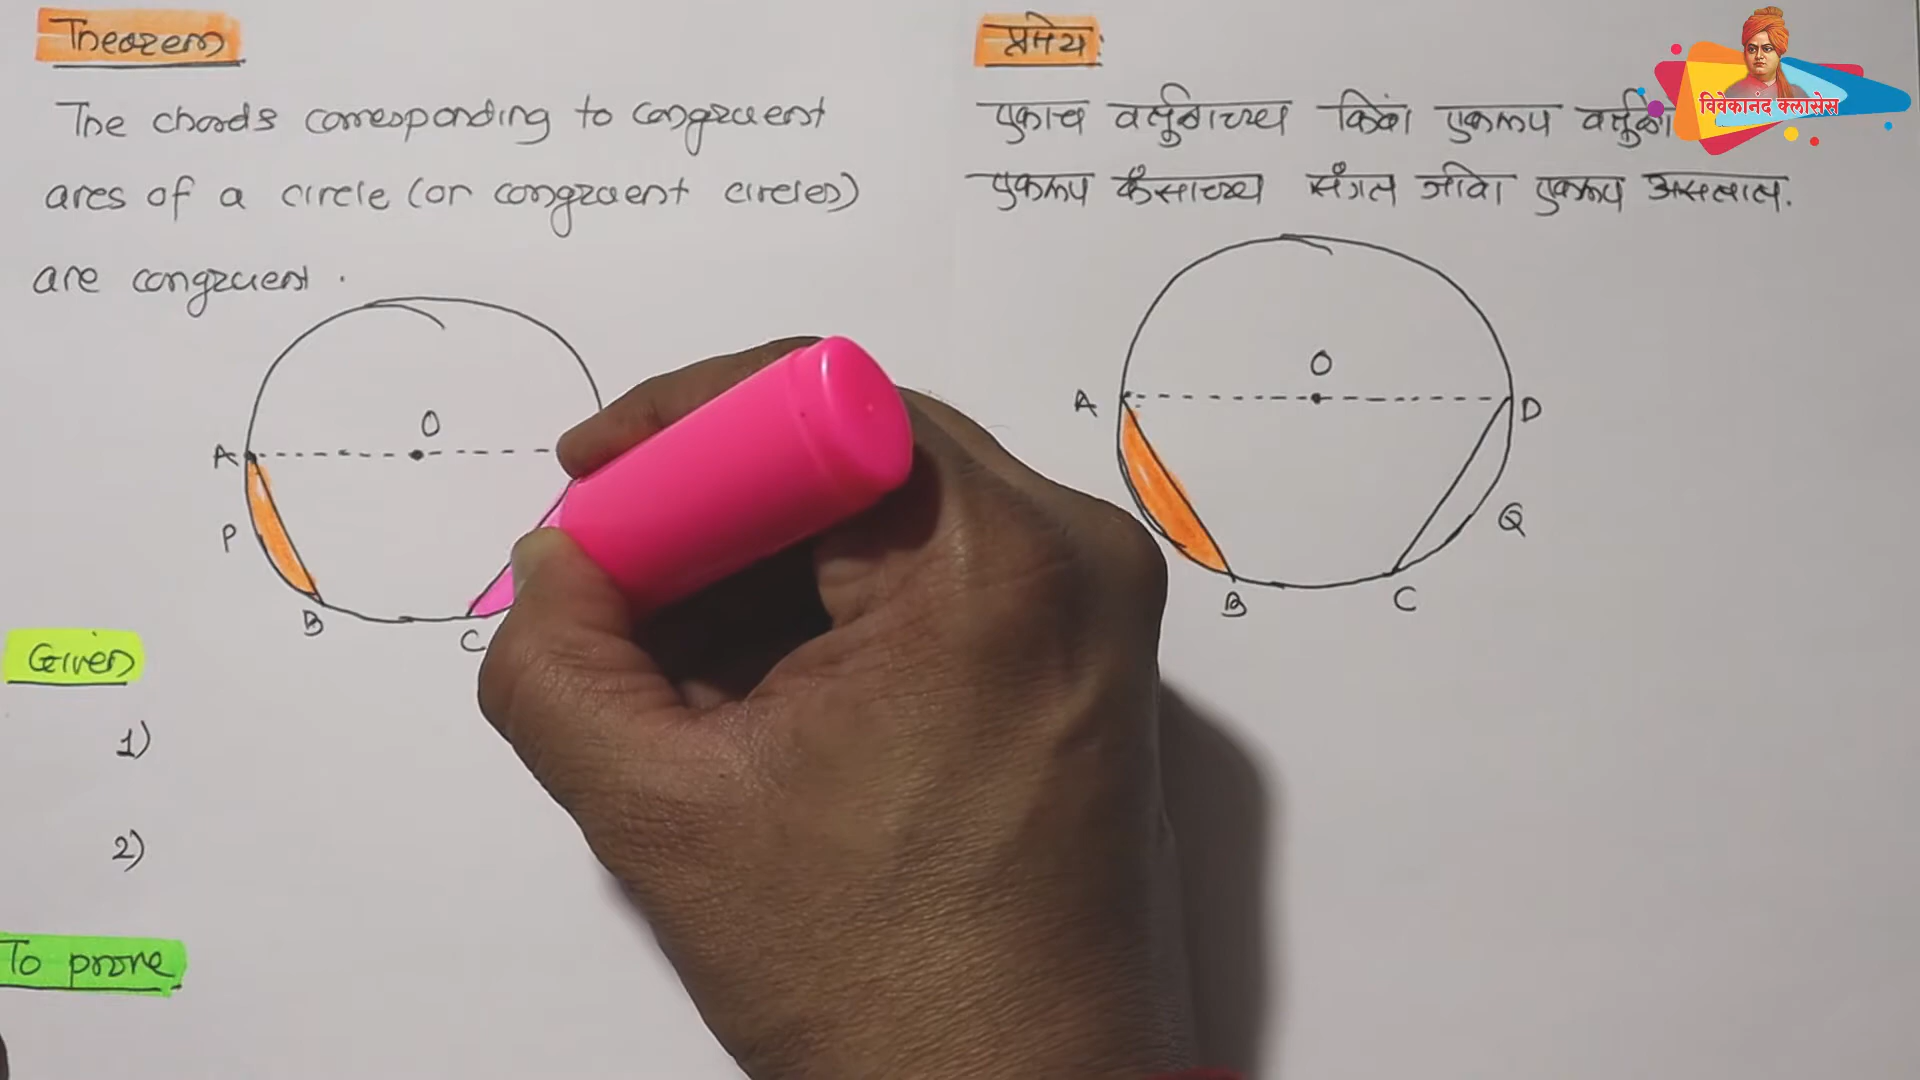 Theorem
The chords corresponding to congruent
arcs of a circle (or congruent circles)
are congruent.
O
A
P
B
C
Given
1)
2)
To prove
प्रमेय:
एकाच वर्तुळाच्या किंवा एकरूप
एकरूप कंसाच्या संगत जीवा एकरूप असतात.
O
A
D
Q
B
C
विवेकानंद क्लासेस